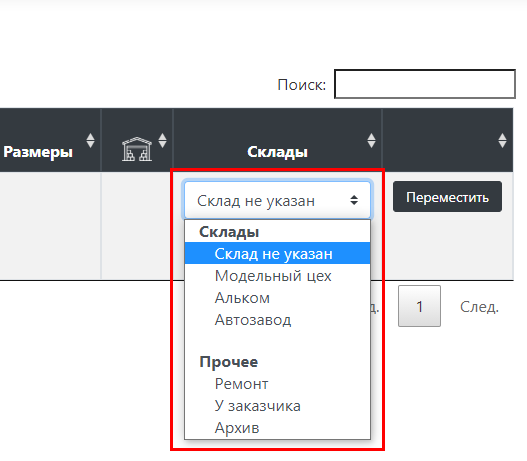 Поиск:
Размеры
Склады
Склад не указан
Переместить
Склады
Склад не указан
Модельный цех
Альком
Автозавод
д.
1
След.
Прочее
Ремонт
У заказчика
Архив